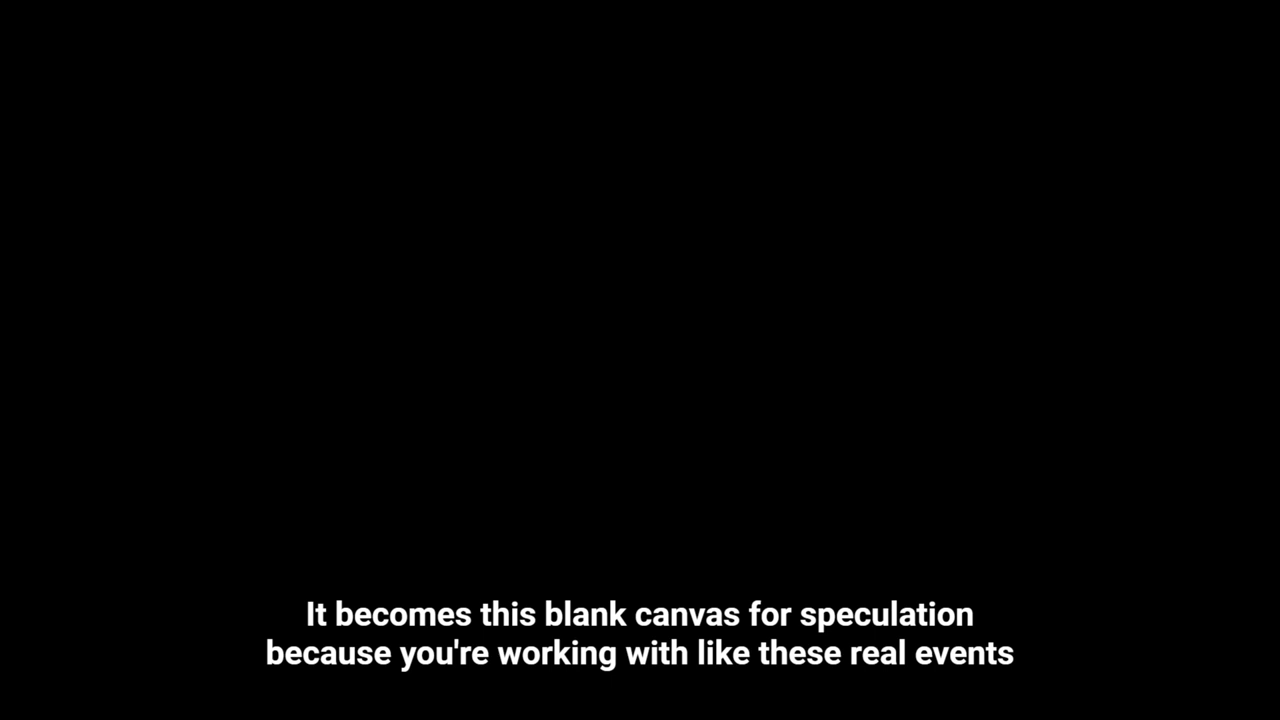 It becomes this blank canvas for speculation
because you're working with like these real events